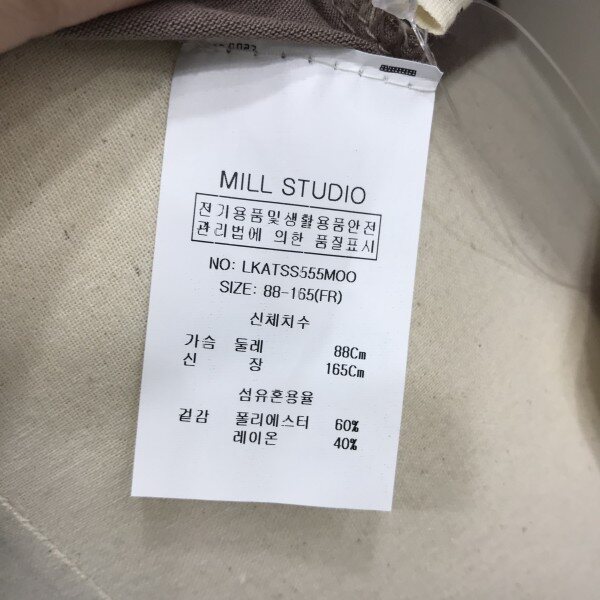 MILL STUDIO
전기용품및생활용품안전
관리법에 의한 품질표시
NO: LKATSS555MOO
SIZE: 88-165(FR)
신체치수
가슴 둘레 88Cm
신 장 165Cm
섬유혼용율
겉감 폴리에스터 60%
레이온 40%